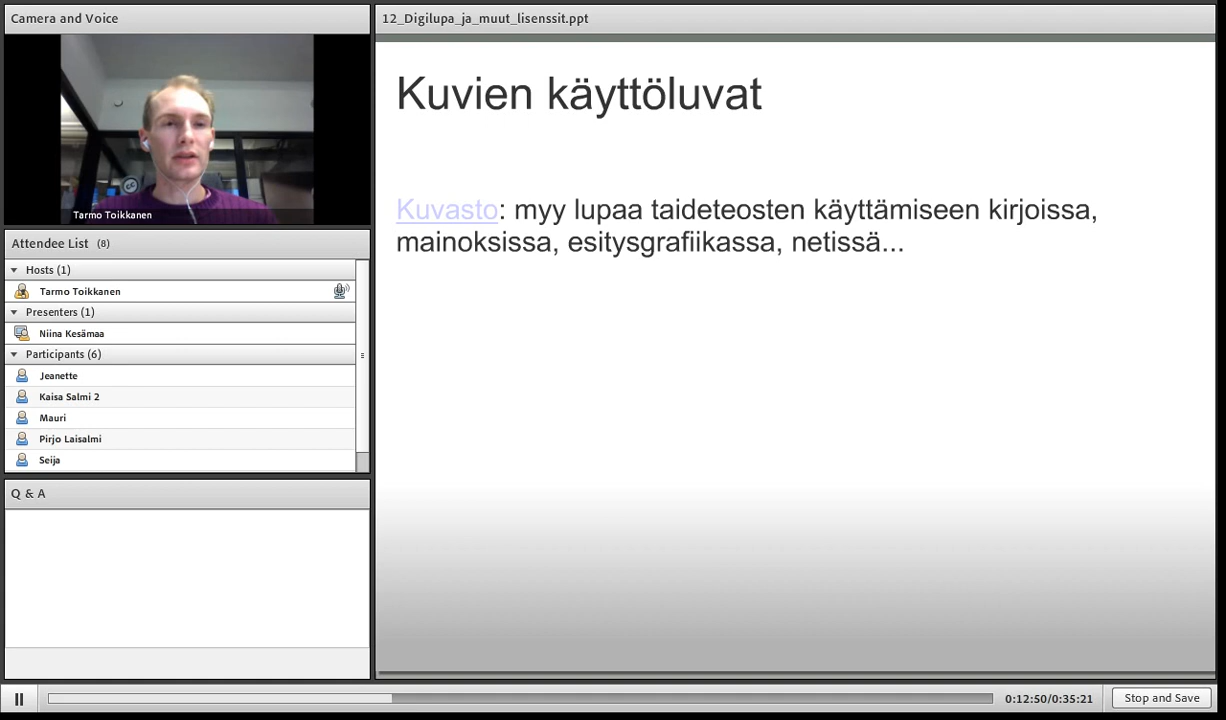 Camera and Voice
Tarmo Toikkanen
Attendee List (8)
Hosts (1)
Tarmo Toikkanen
Presenters (1)
Niina Kesämaa
Participants (6)
Jeanette
Kaisa Salmi 2
Mauri
Pirjo Laisalmi
Seija
Q & A
12_Digilupa_ja_muut_lisenssit.ppt
Kuvien käyttöluvat
Kuvasto: myy lupaa taideteosten käyttämiseen kirjoissa,
mainoksissa, esitysgrafiikassa, netissä...
0:12:50/0:35:21
Stop and Save